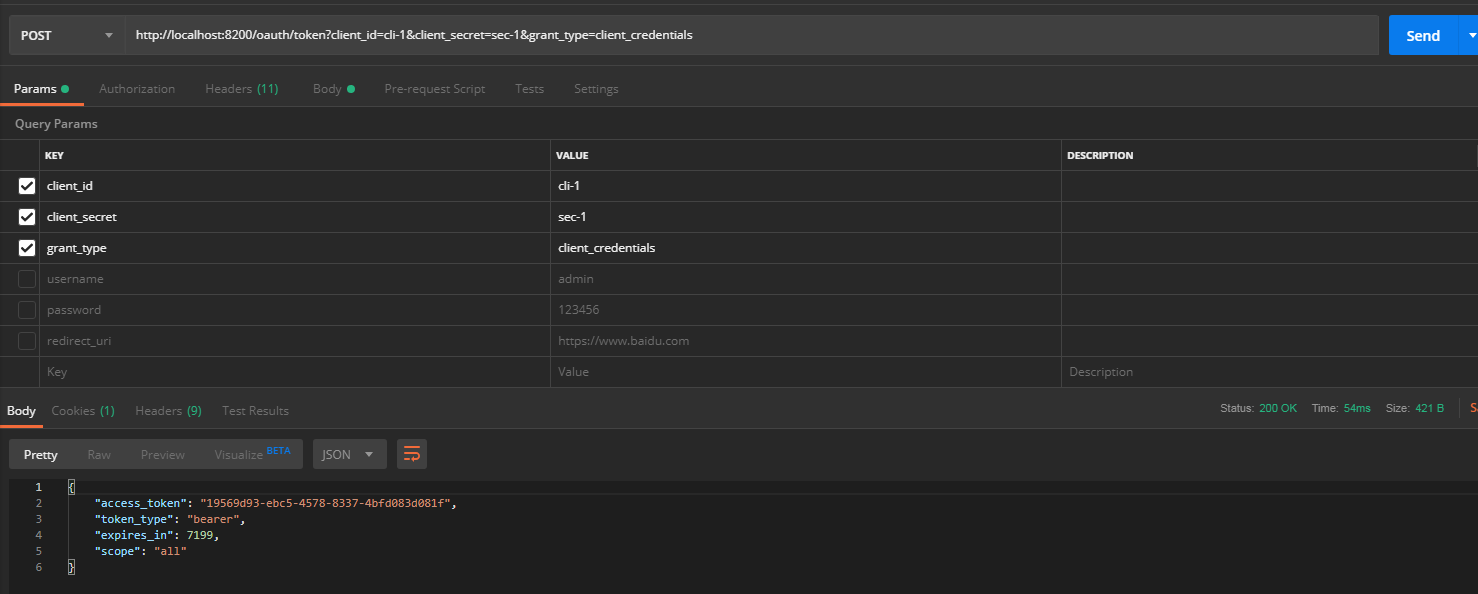 POST http://localhost:8200/oauth/token?client_id=cli-1&client_secret=sec-1&grant_type=client_credentials Send
Params Authorization Headers (11) Body Pre-request Script Tests Settings
Query Params
KEY VALUE DESCRIPTION
client_id cli-1
client_secret sec-1
grant_type client_credentials
username admin
password 123456
redirect_uri https://www.baidu.com
Key Value Description
Body Cookies (1) Headers (9) Test Results Status: 200 OK Time: 54ms Size: 421 B
Pretty Raw Preview Visualize BETA JSON
1 {
2 "access_token": "19569d93-ebc5-4578-8337-4bfd083d081f",
3 "token_type": "bearer",
4 "expires_in": 7199,
5 "scope": "all"
6 }